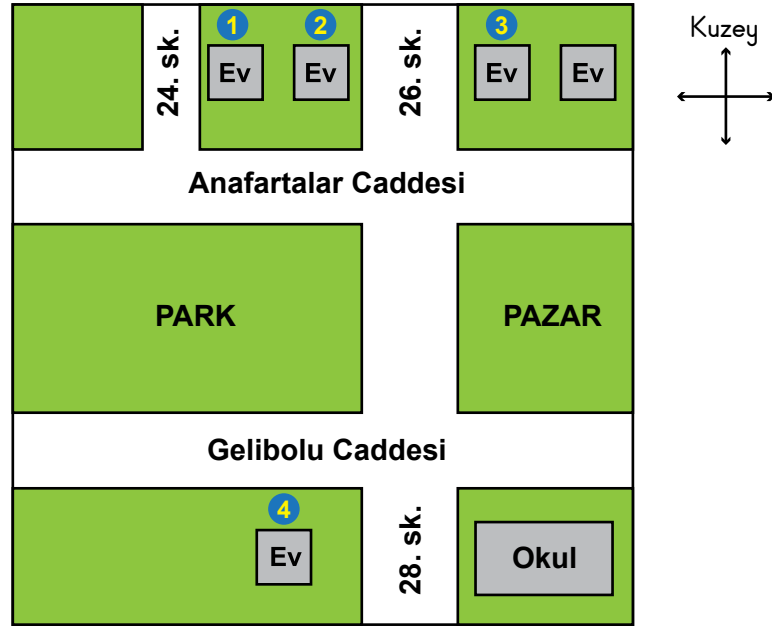 1
2
3
Kuzey
24. sk.
Ev
Ev
26. sk.
Ev
Ev
Anafartalar Caddesi
PARK
PAZAR
Gelibolu Caddesi
4
Ev
28. sk.
Okul